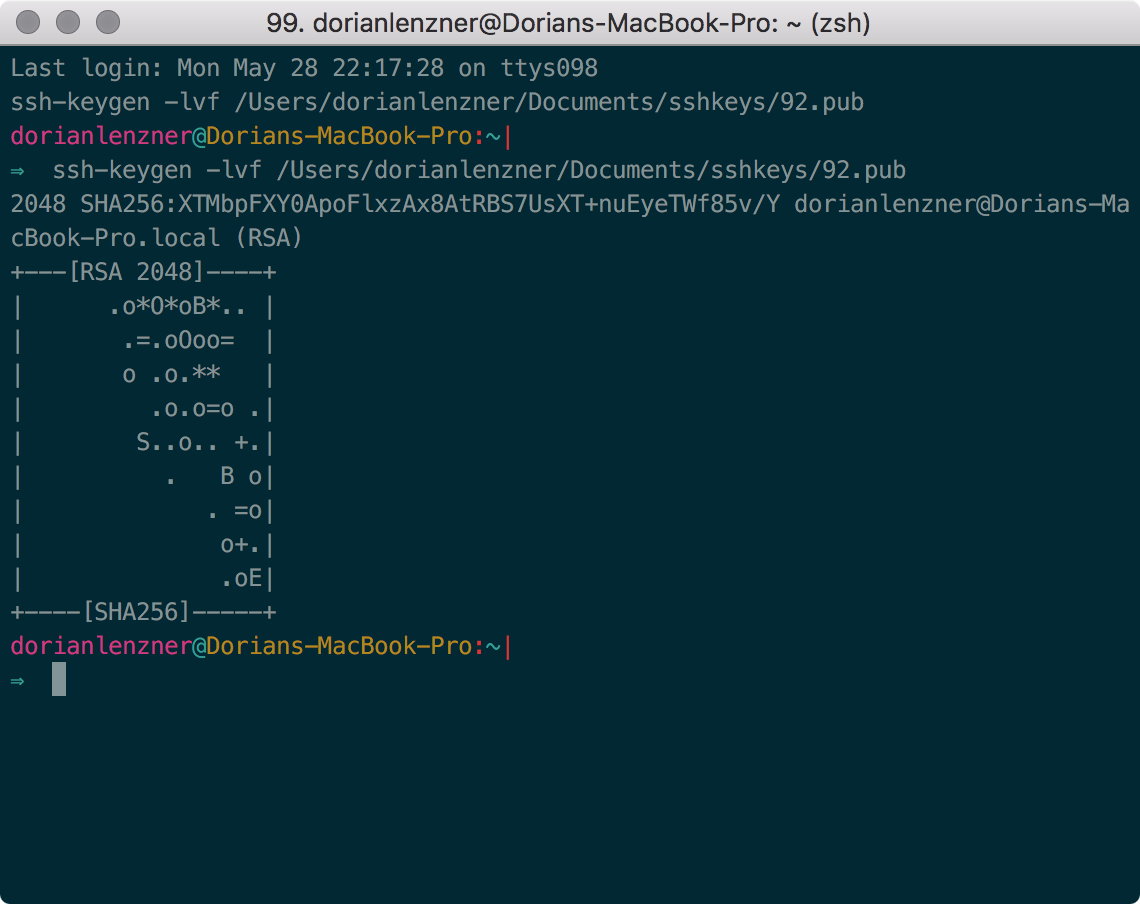 99. dorianlenzner@Dorians-MacBook-Pro: ~ (zsh)
Last login: Mon May 28 22:17:28 on ttys098
ssh-keygen -lvf /Users/dorianlenzner/Documents/sshkeys/92.pub
dorianlenzner@Dorians-MacBook-Pro:~|
⇒  ssh-keygen -lvf /Users/dorianlenzner/Documents/sshkeys/92.pub
2048 SHA256:XTMbpFXY0ApoFlxzAx8AtRBS7UsXT+nuEyeTWf85v/Y dorianlenzner@Dorians-Ma
cBook-Pro.local (RSA)
+---[RSA 2048]----+
|      .o*O*oB*.. |
|       .=.oOoo=  |
|       o .o.**   |
|         .o.o=o .|
|        S..o.. +.|
|          .   B o|
|             . =o|
|              o+.|
|              .oE|
+----[SHA256]-----+
dorianlenzner@Dorians-MacBook-Pro:~|
⇒